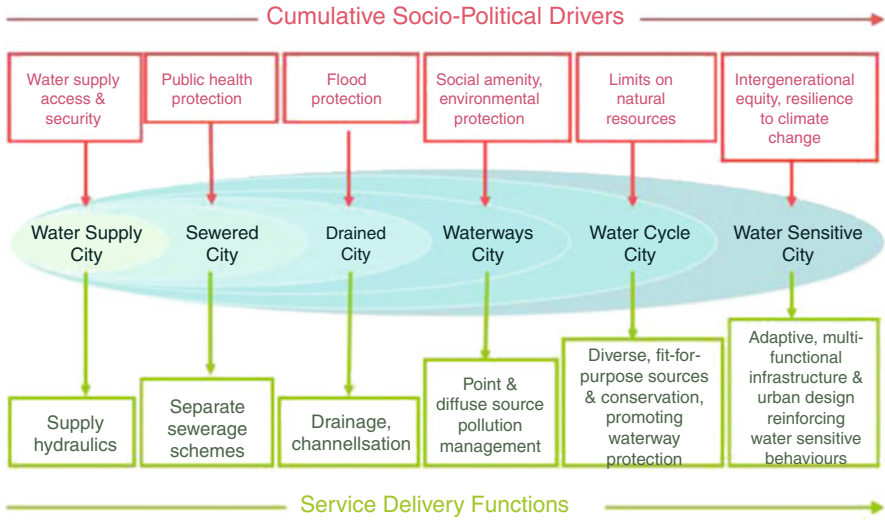 Cumulative Socio-Political Drivers
Water supply
access &
security
Public health
protection
Flood
protection
Social amenity,
environmental
protection
Limits on
natural
resources
Intergenerational
equity, resilience
to climate
change
Water Supply
City
Sewered
City
Drained
City
Waterways
City
Water Cycle
City
Water Sensitive
City
Supply
hydraulics
Separate
sewerage
schemes
Drainage,
channellsation
Point &
diffuse source
pollution
management
Diverse, fit-for-
purpose sources
& conservation,
promoting
waterway
protection
Adaptive, multi-
functional
infrastructure &
urban design
reinforcing
water sensitive
behaviours
Service Delivery Functions